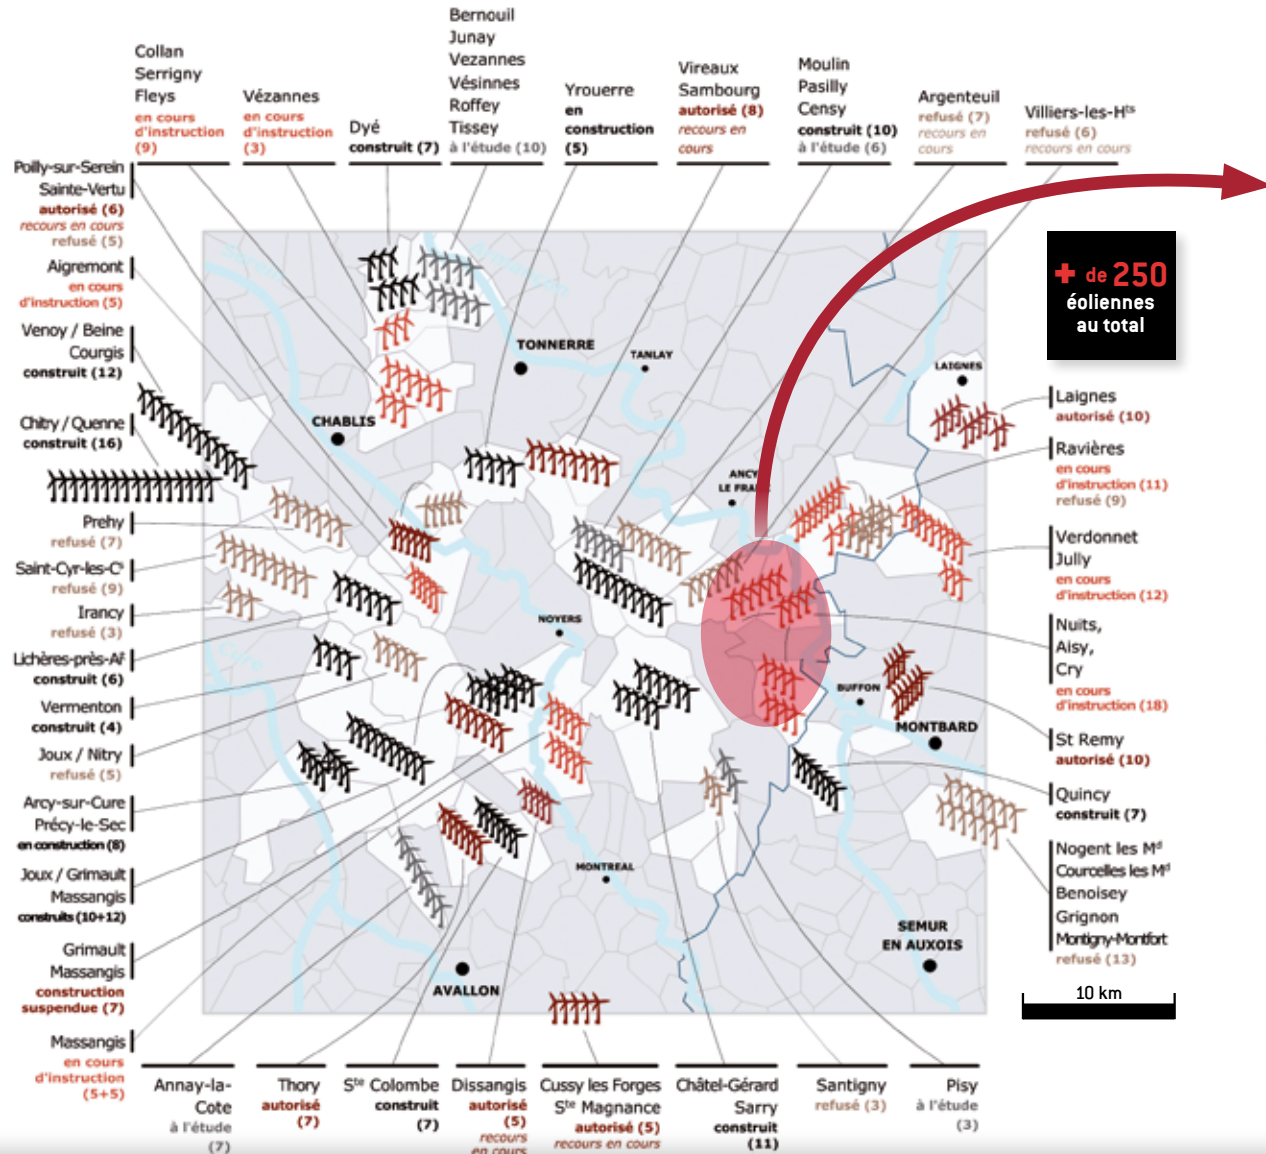 Collan
Serrigny
Fleys
en cours
d'instruction
(9)
Vézannes
en cours
d'instruction
(3)
Dyé
construit (7)
Bernouil
Junay
Vezannes
Vésinnes
Roffey
Tissey
à l'étude (10)
Yrouerre
en
construction
(5)
Vireaux
Sambourg
autorisé (8)
recours en
cours
Moulin
Pasilly
Censy
construit (10)
à l'étude (6)
Argenteuil
refusé (7)
recours en
cours
Villiers-les-Hts
refusé (6)
recours en cours
Poilly-sur-Serein
Sainte-Vertu
autorisé (6)
recours en cours
refusé (5)
Aigremont
en cours
d'instruction (5)
Venoy / Beine
Courgis
construit (12)
Chitry / Quenne
construit (16)
Prehy
refusé (7)
Saint-Cyr-les-Cs
refusé (9)
Irancy
refusé (3)
Lichères-près-Aÿ
construit (6)
Vermenton
construit (4)
Joux / Nitry
refusé (5)
Arcy-sur-Cure
Précy-le-Sec
en construction (8)
Joux / Grimault
Massangis
construits (10+12)
Grimault
Massangis
construction
suspendue (7)
Massangis
en cours
d'instruction
(5+5)
Serein
Armançon
Cure
TONNERRE
TANLAY
CHABLIS
LAIGNES
ANCY
LE FRANC
NOYERS
BUFFON
MONTBARD
MONTREAL
SEMUR
EN AUXOIS
AVALLON
+ de 250
éoliennes
au total
Laignes
autorisé (10)
Ravières
en cours
d'instruction (11)
refusé (9)
Verdonnet
Jully
en cours
d'instruction (12)
Nuits,
Aisy,
Cry
en cours
d'instruction (18)
St Remy
autorisé (10)
Quincy
construit (7)
Nogent les Md
Courcelles les Md
Benoisey
Grignon
Montigny-Montfort
refusé (13)
10 km
Annay-la-
Cote
à l'étude
(7)
Thory
autorisé
(7)
Ste Colombe
construit
(7)
Dissangis
autorisé
(5)
recours
en cours
Cussy les Forges
Ste Magnance
autorisé (5)
recours en cours
Châtel-Gérard
Sarry
construit
(11)
Santigny
refusé (3)
Pisy
à l'étude
(3)